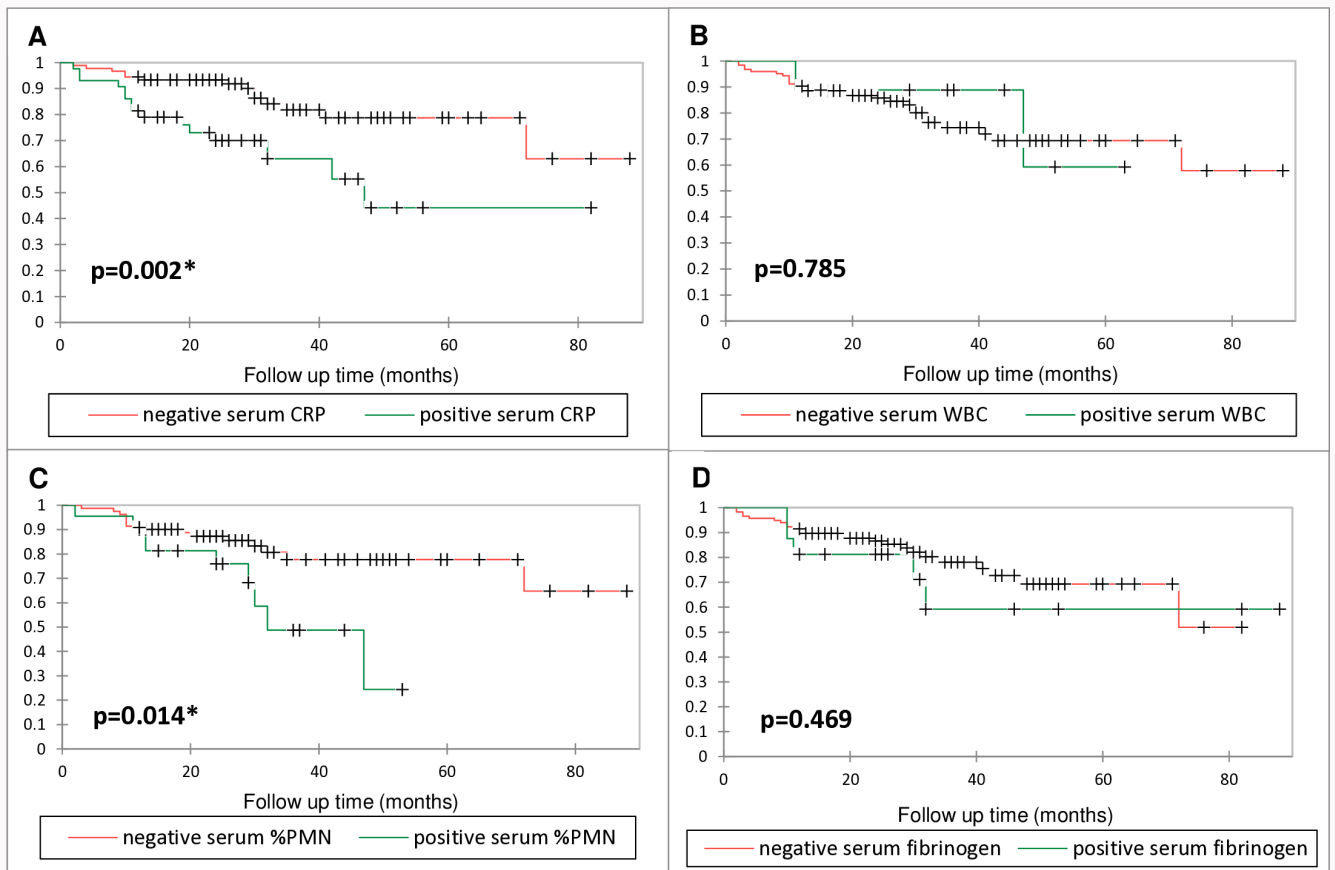 A
1
0.9
0.8
0.7
0.6
0.5
0.4
0.3
0.2
0.1
0
p=0.002*
0 20 40 60 80
Follow up time (months)
negative serum CRP positive serum CRP
B
1
0.9
0.8
0.7
0.6
0.5
0.4
0.3
0.2
0.1
0
p=0.785
0 20 40 60 80
Follow up time (months)
negative serum WBC positive serum WBC
C
1
0.9
0.8
0.7
0.6
0.5
0.4
0.3
0.2
0.1
0
p=0.014*
0 20 40 60 80
Follow up time (months)
negative serum %PMN positive serum %PMN
D
1
0.9
0.8
0.7
0.6
0.5
0.4
0.3
0.2
0.1
0
p=0.469
0 20 40 60 80
Follow up time (months)
negative serum fibrinogen positive serum fibrinogen